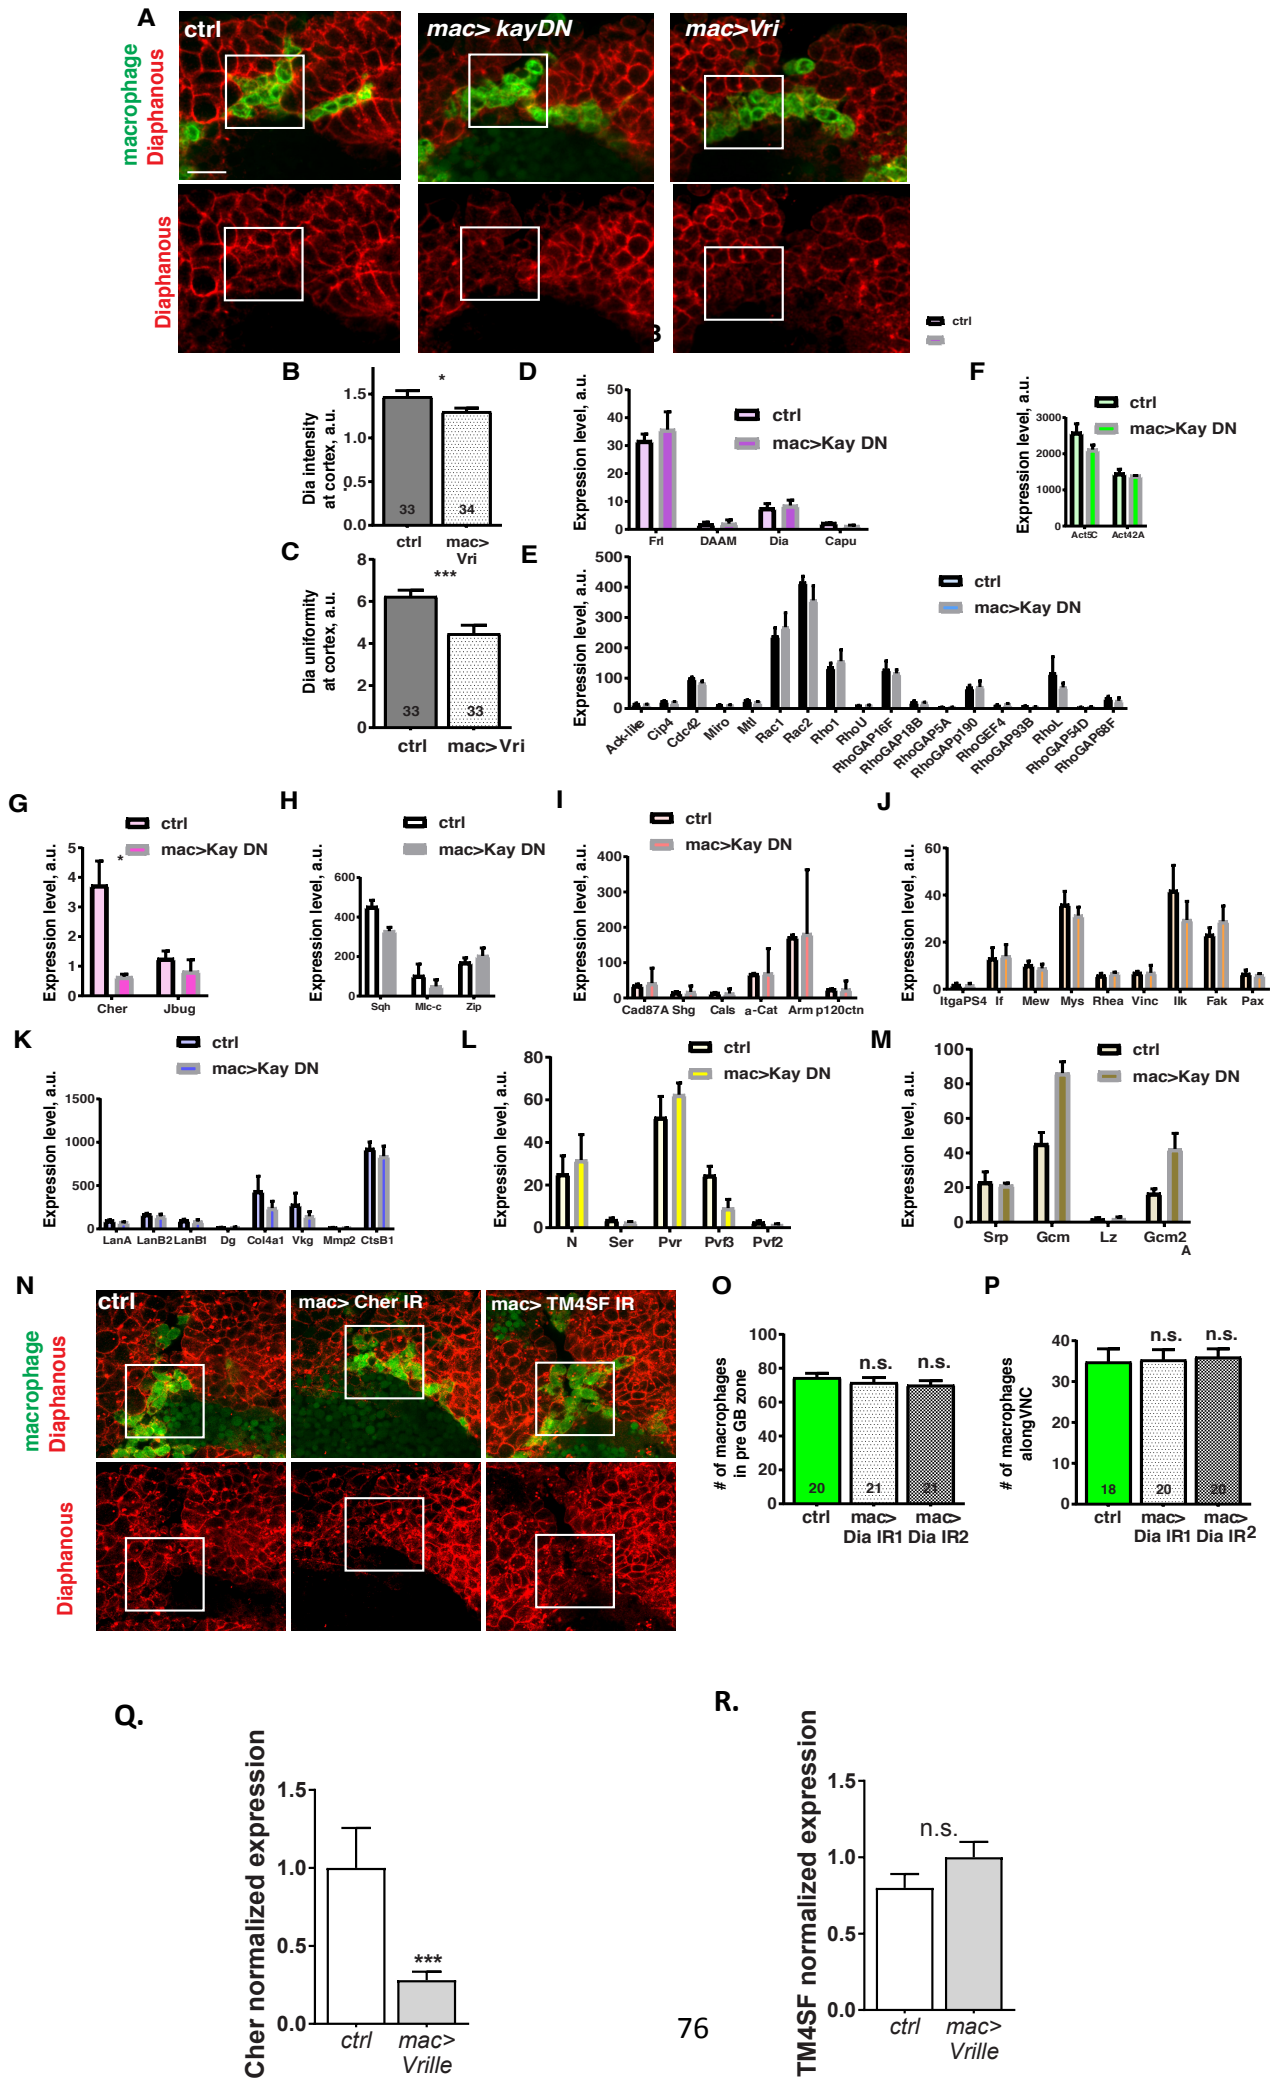 A
ctrl
mac> kayDN
mac>Vri
macrophage
Diaphanous
Diaphanous
B
ctrl
B
Dia intensity
at cortex, a.u.
1.5
1.0
0.5
0.0
*
33
34
ctrl
mac>
Vri
C
Dia uniformity
at cortex, a.u.
8
6
4
2
0
***
33
33
ctrl
mac>Vri
D
Expression level, a.u.
50
40
30
20
10
0
ctrl
mac>Kay DN
Frl
DAAM
Dia
Capu
F
Expression level, a.u.
3000
2000
1000
0
ctrl
mac>Kay DN
Act5C
Act42A
E
Expression level, a.u.
500
400
300
200
100
0
ctrl
mac>Kay DN
Ack-like
Cip4
Cdc42
Miro
Mtl
Rac1
Rac2
Rho1
RhoU
RhoGAP16F
RhoGAP18B
RhoGAP5A
RhoGAPp190
RhoGEF4
RhoGAP93B
RhoL
RhoGAP54D
RhoGAP68F
G
Expression level, a.u.
5
4
3
2
1
0
ctrl
mac>Kay DN
*
Cher
Jbug
H
Expression level, a.u.
600
400
200
0
ctrl
mac>Kay DN
Sqh
Mlc-c
Zip
I
Expression level, a.u.
400
300
200
100
0
ctrl
mac>Kay DN
Cad87A
Shg
Cals
a-Cat
Arm
p120ctn
J
Expression level, a.u.
60
40
20
0
ctrl
mac>Kay DN
ItgaPS4
If
Mew
Mys
Rhea
Vinc
Ilk
Fak
Pax
K
Expression level, a.u.
1500
1000
500
0
ctrl
mac>Kay DN
LanA
LanB2
LanB1
Dg
Col4a1
Vkg
Mmp2
CtsB1
L
Expression level, a.u.
80
60
40
20
0
ctrl
mac>Kay DN
N
Ser
Pvr
Pvf3
Pvf2
M
Expression level, a.u.
100
80
60
40
20
0
ctrl
mac>Kay DN
Srp
Gcm
Lz
Gcm2
A
N
ctrl
mac> Cher IR
mac> TM4SF IR
macrophage
Diaphanous
Diaphanous
O
# of macrophages
in pre GB zone
100
80
60
40
20
0
n.s.
n.s.
20
21
21
ctrl
mac>
Dia IR1
mac>
Dia IR2
P
# of macrophages
alongVNC
40
30
20
10
0
n.s.
n.s.
18
20
20
ctrl
mac>
Dia IR1
mac>
Dia IR2
Q.
Cher normalized expression
1.5
1.0
0.5
0.0
***
ctrl
mac>
Vrille
R.
TM4SF normalized expression
1.5
1.0
0.5
0.0
n.s.
ctrl
mac>
Vrille
76